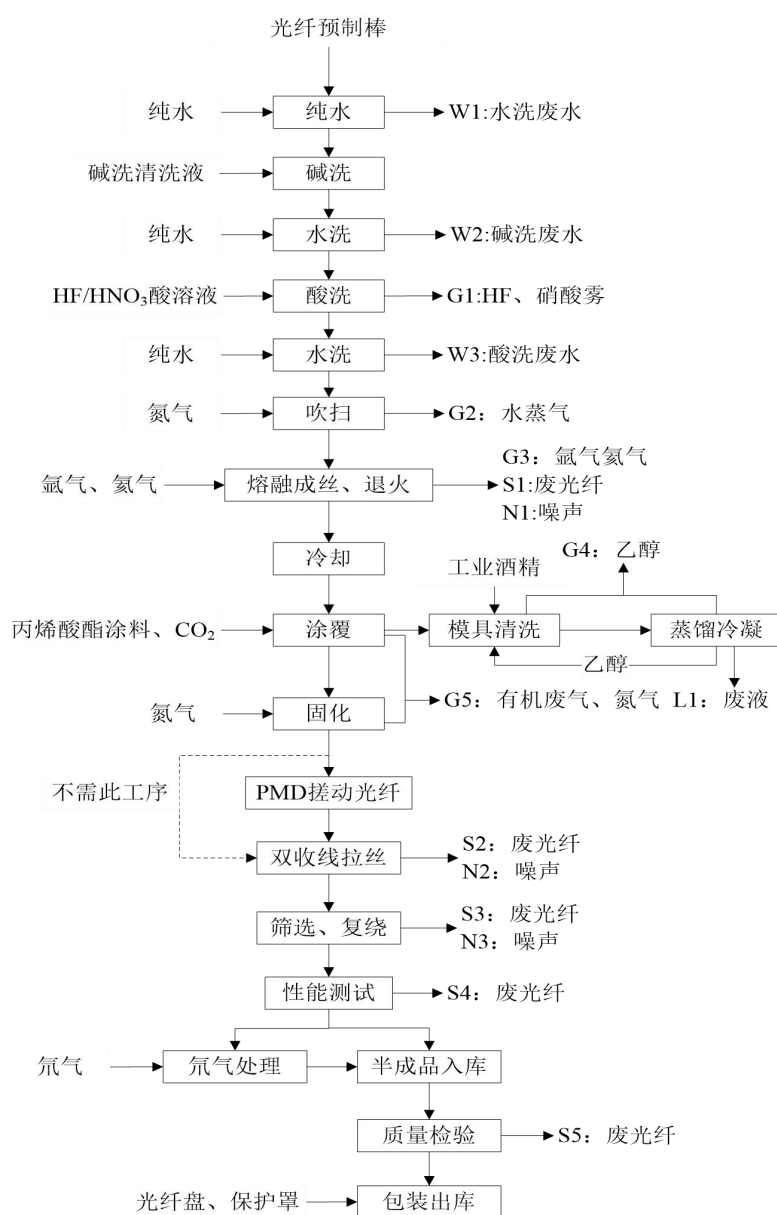 光纤预制棒
纯水
纯水
W1:水洗废水
碱洗清洗液
碱洗
纯水
水洗
W2:碱洗废水
HF/HNO₃酸溶液
酸洗
G1:HF、硝酸雾
纯水
水洗
W3:酸洗废水
氮气
吹扫
G2：水蒸气
氩气、氦气
熔融成丝、退火
G3：氩气氦气
S1:废光纤
N1:噪声
冷却
工业酒精
G4：乙醇
丙烯酸酯涂料、CO₂
涂覆
模具清洗
蒸馏冷凝
乙醇
氮气
固化
G5：有机废气、氮气
L1：废液
不需此工序
PMD搓动光纤
双收线拉丝
S2：废光纤
N2：噪声
筛选、复绕
S3：废光纤
N3：噪声
性能测试
S4：废光纤
氘气
氘气处理
半成品入库
质量检验
S5：废光纤
光纤盘、保护罩
包装出库